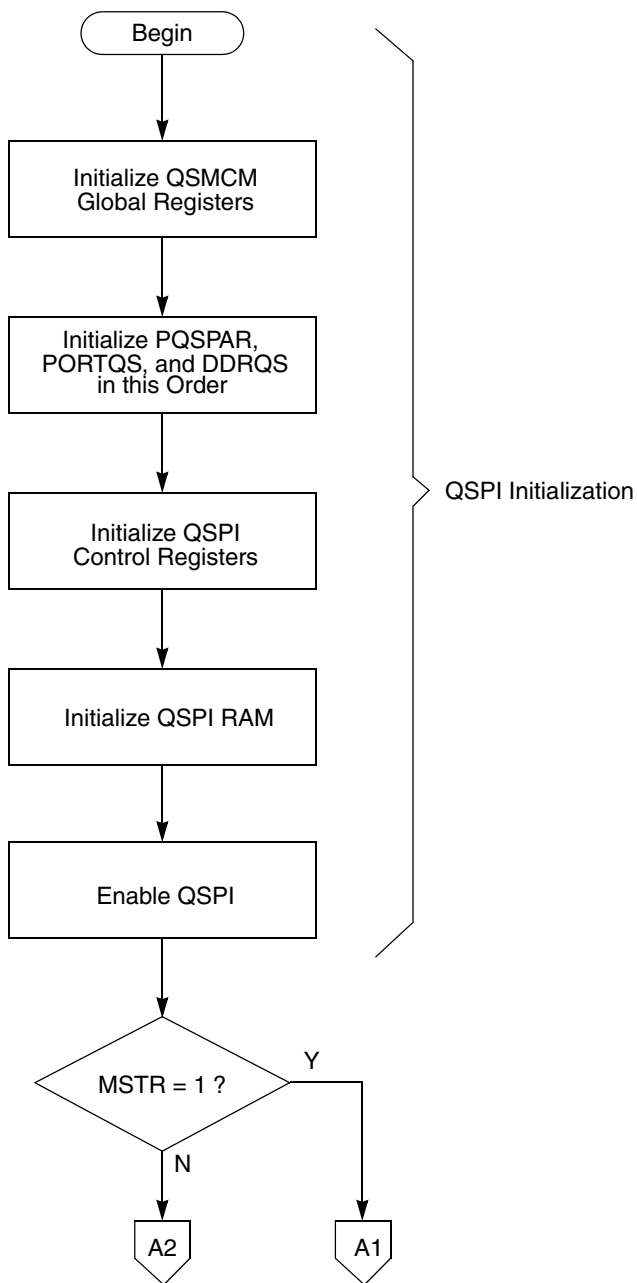 Begin
Initialize QSMCM
Global Registers
Initialize PQSPAR,
PORTQS, and DDRQS
in this Order
Initialize QSPI
Control Registers
QSPI Initialization
Initialize QSPI RAM
Enable QSPI
MSTR = 1 ?
Y
N
A2
A1